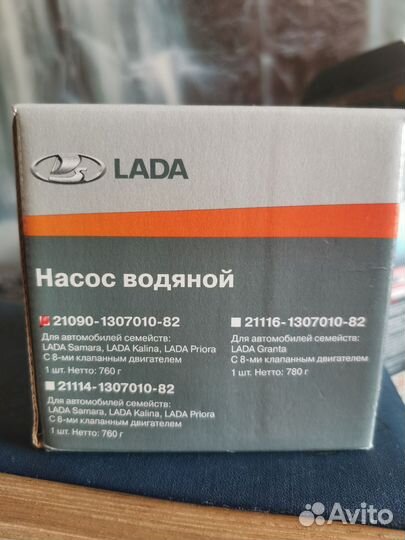 LADA
Насос водяной
21090-1307010-82
Для автомобилей семейств:
LADA Samara, LADA Kalina, LADA Priora
С 8-ми клапанным двигателем
1 шт. Нетто: 760 г
21114-1307010-82
Для автомобилей семейств:
LADA Samara, LADA Kalina, LADA Priora
С 8-ми клапанным двигателем
1 шт. Нетто: 760 г
21116-1307010-82
Для автомобилей семейств:
LADA Granta
С 8-ми клапанным двигателем
1 шт. Нетто: 780 г
Avito